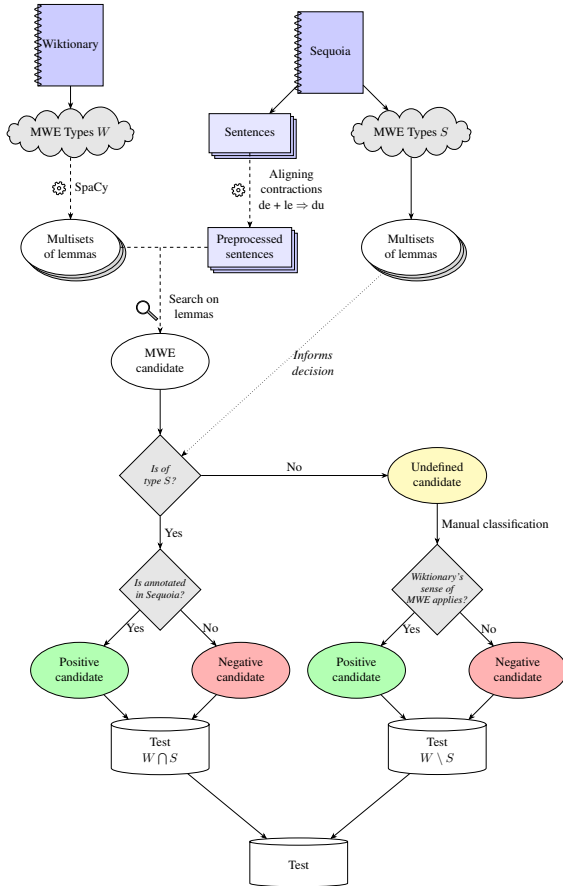 Wiktionary
Sequoia
MWE Types W
Sentences
MWE Types S
SpaCy
Aligning
contractions
de + le ⇒ du
Multisets
of lemmas
Preprocessed
sentences
Multisets
of lemmas
Search on
lemmas
MWE
candidate
Informs
decision
Is of
type S?
No
Undefined
candidate
Yes
Manual classification
Is annotated
in Sequoia?
Wiktionary's
sense of
MWE applies?
Yes
No
Yes
No
Positive
candidate
Negative
candidate
Positive
candidate
Negative
candidate
Test
W ⋂ S
Test
W \ S
Test